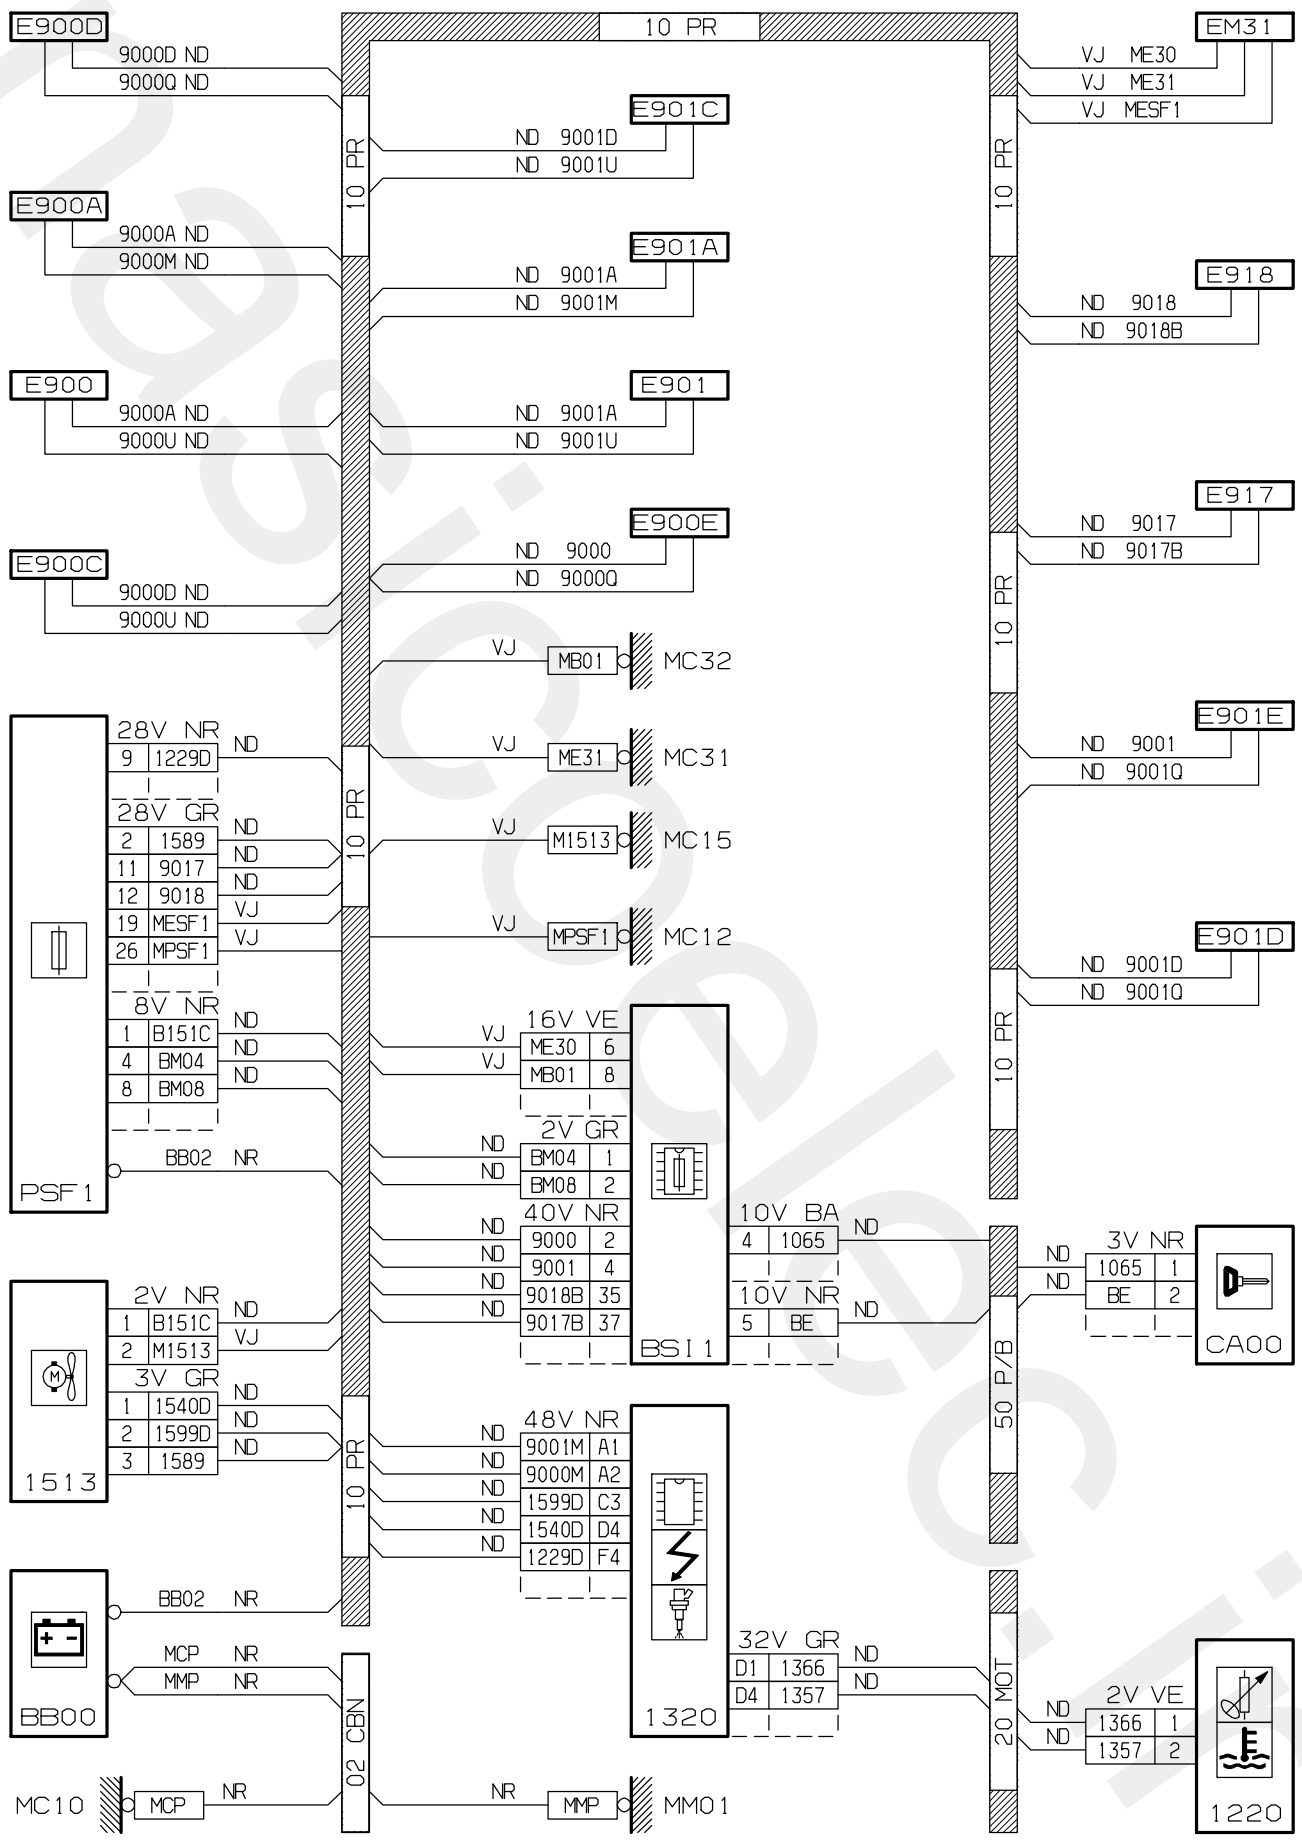 E900D
9000D ND
9000Q ND
10 PR
EM31
VJ ME30
VJ ME31
VJ MESF1
10 PR
10 PR
E901C
ND 9001D
ND 9001U
E900A
9000A ND
9000M ND
E901A
ND 9001A
ND 9001M
E918
ND 9018
ND 9018B
E900
9000A ND
9000U ND
E901
ND 9001A
ND 9001U
E917
ND 9017
ND 9017B
E900E
ND 9000
ND 9000Q
E900C
9000D ND
9000U ND
10 PR
VJ MB01 MC32
E901E
ND 9001
ND 9001Q
28V NR
9 1229D ND
28V GR
2 1589 ND
11 9017 ND
12 9018 ND
19 MESF1 VJ
26 MPSF1 VJ
8V NR
1 B151C ND
4 BM04 ND
8 BM08 ND
BB02 NR
PSF1
VJ ME31 MC31
10 PR
VJ M1513 MC15
VJ MPSF1 MC12
E901D
ND 9001D
ND 9001Q
10 PR
16V VE
VJ ME30 6
VJ MB01 8
2V GR
ND BM04 1
ND BM08 2
40V NR
ND 9000 2
ND 9001 4
ND 9018B 35
ND 9017B 37
BSI1
10V BA
4 1065 ND
10V NR
5 BE ND
3V NR
ND 1065 1
ND BE 2
CA00
50 P/B
2V NR
1 B151C ND
2 M1513 VJ
3V GR
1 1540D ND
2 1599D ND
3 1589 ND
M
1513
10 PR
48V NR
ND 9001M A1
ND 9000M A2
ND 1599D C3
ND 1540D D4
ND 1229D F4
1320
32V GR
D1 1366 ND
D4 1357 ND
20 MOT
2V VE
ND 1366 1
ND 1357 2
1220
BB02 NR
MCP NR
MMP NR
+ -
BB00
02 CBN
MC10 MCP NR
NR MMP MM01